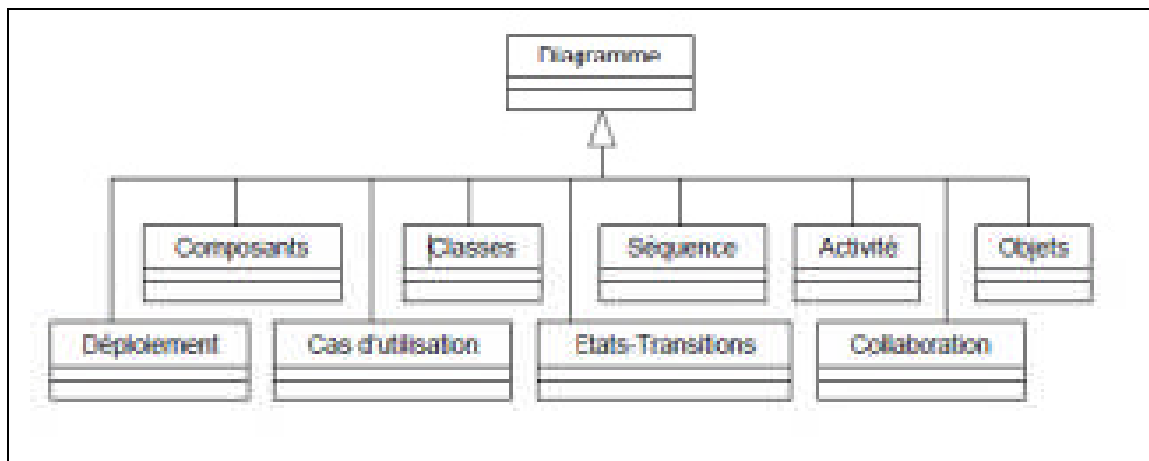 Diagramme
Composants
Classes
Séquence
Activité
Objets
Déploiement
Cas d'utilisation
Etats-Transitions
Collaboration